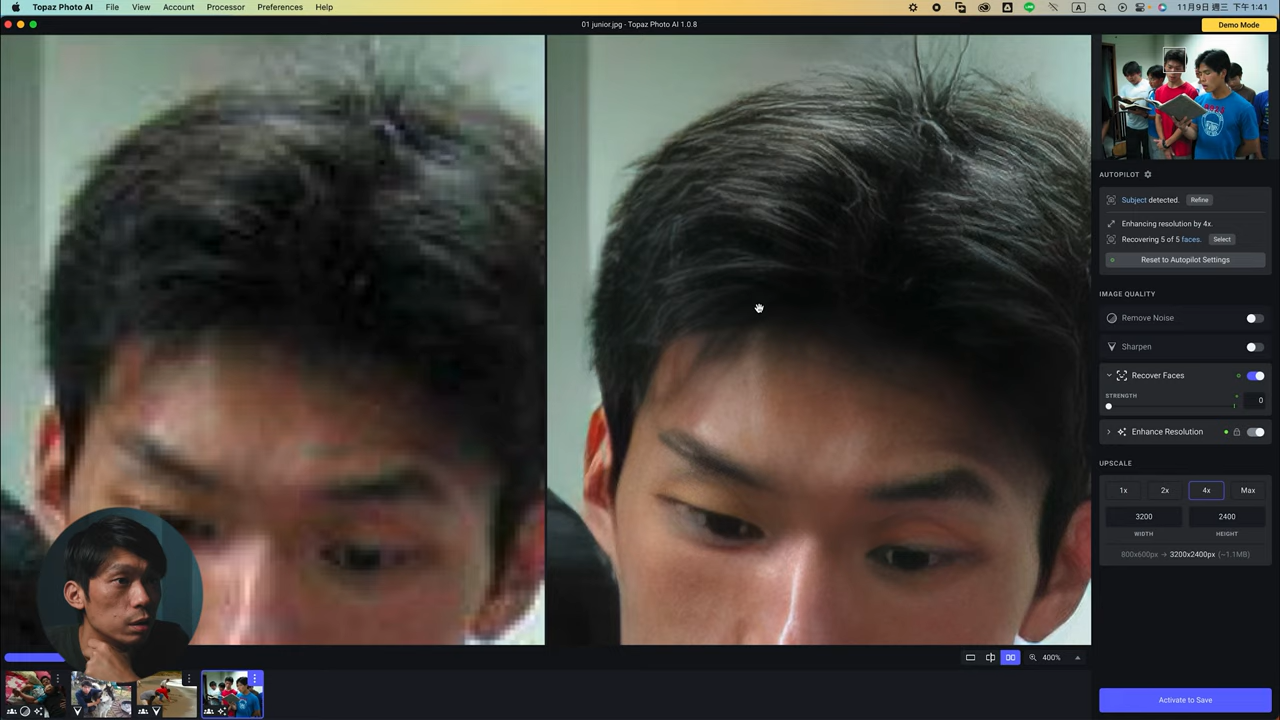 Topaz Photo AI File View Account Processor Preferences Help
A 11月9日 週三 下午 1:41
01 junior.jpg - Topaz Photo AI 1.0.8
Demo Mode
AUTOPILOT
Subject detected. Refine
Enhancing resolution by 4x.
Recovering 5 of 5 faces. Select
Reset to Autopilot Settings
IMAGE QUALITY
Remove Noise
Sharpen
Recover Faces
STRENGTH
0
Enhance Resolution
UPSCALE
1x 2x 4x Max
3200 2400
WIDTH HEIGHT
800x600px → 3200x2400px (~1.1MB)
400%
Activate to Save